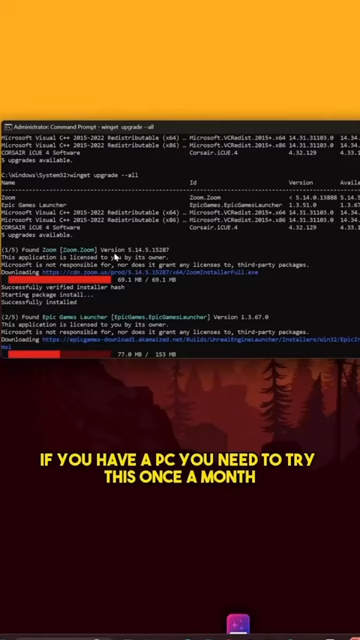 Administrator: Command Prompt - winget upgrade --all
Microsoft Visual C++ 2015-2022 Redistributable (x64) … Microsoft.VCRedist.2015+.x64 14.31.31103.0 14.34.
Microsoft Visual C++ 2015-2022 Redistributable (x86) … Microsoft.VCRedist.2015+.x86 14.31.31103.0 14.34.
CORSAIR iCUE 4 Software Corsair.iCUE.4 4.32.129 4.33.
5 upgrades available.
C:\Windows\System32>winget upgrade --all
Name Id Version Availa
Zoom Zoom.Zoom < 5.14.0.13888 5.14.5
Epic Games Launcher EpicGames.EpicGamesLauncher 1.3.51.0
Microsoft Visual C++ 2015-2022 Redistributable (x64) … Microsoft.VCRedist.2015+.x64 14.31.31103.0 14.34.
Microsoft Visual C++ 2015-2022 Redistributable (x86) … Microsoft.VCRedist.2015+.x86 14.31.31103.0 14.34.
CORSAIR iCUE 4 Software Corsair.iCUE.4 4.32.129 4.33.
5 upgrades available.
(1/5) Found Zoom [Zoom.Zoom] Version 5.14.5.15287
This application is licensed to you by its owner.
Microsoft is not responsible for, nor does it grant any licenses to, third-party packages.
Downloading https://cdn.zoom.us/prod/5.14.5.15287/x64/ZoomInstallerFull.exe
69.1 MB / 69.1 MB
Successfully verified installer hash
Starting package install...
Successfully installed
(2/5) Found Epic Games Launcher [EpicGames.EpicGamesLauncher] Version 1.3.67.0
This application is licensed to you by its owner.
Microsoft is not responsible for, nor does it grant any licenses to, third-party packages.
Downloading https://epicgames-download1.akamaized.net/Builds/UnrealEngineLauncher/Installers/Win32/EpicIn
msi
77.0 MB / 153 MB
IF YOU HAVE A PC YOU NEED TO TRY
THIS ONCE A MONTH